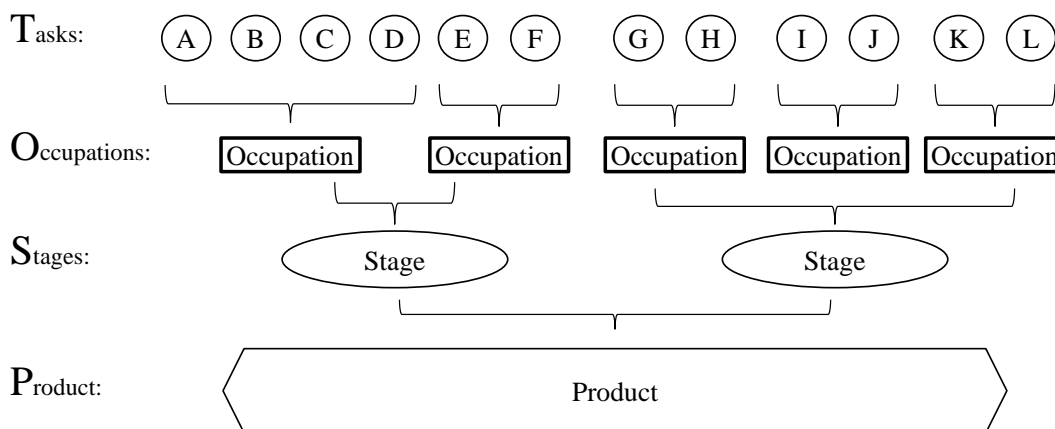 Tasks: A B C D E F G H I J K L
Occupations: Occupation Occupation Occupation Occupation Occupation
Stages: Stage Stage
Product: Product